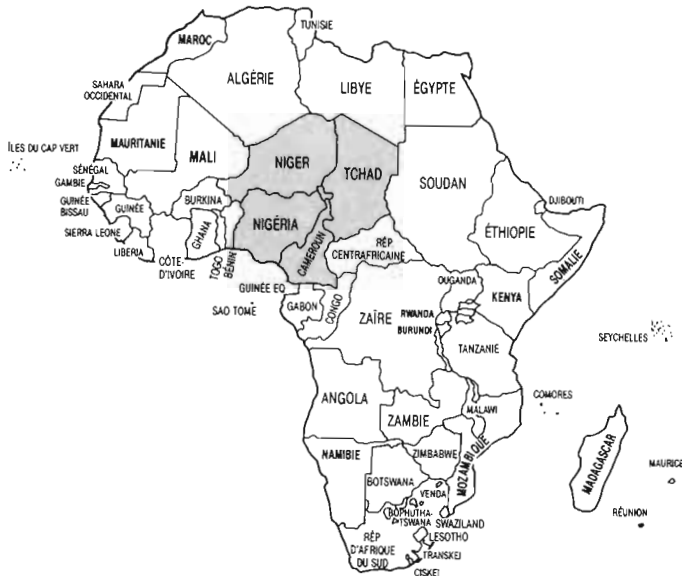 TUNISIE
MAROC
ALGÉRIE
LIBYE
ÉGYPTE
SAHARA
OCCIDENTAL
MAURITANIE
ÎLES DU CAP VERT
MALI
NIGER
TCHAD
SOUDAN
SÉNÉGAL
GAMBIE
GUINÉE
BISSAU
GUINÉE
BURKINA
DJIBOUTI
SIERRA LEONE
LIBERIA
CÔTE-
D'IVOIRE
GHANA
TOGO
BÉNIN
NIGÉRIA
CAMEROUN
RÉP
CENTRAFRICAINE
ÉTHIOPIE
SOMALIE
GUINÉE EQ
SAO TOME
GABON
CONGO
ZAÏRE
OUGANDA
KENYA
RWANDA
BURUNDI
TANZANIÉ
SEYCHELLES
ANGOLA
ZAMBIE
MALAWI
COMORES
MOZAMBIQUE
NAMIBIE
ZIMBABWE
BOTSWANA
VENDA
BOPHUTHA-
TSWANA
SWAZILAND
LESOTHO
RÉP
D'AFRIQUE
DU SUD
TRANSKEI
CISKEI
MADAGASCAR
MAURICE
RÉUNION